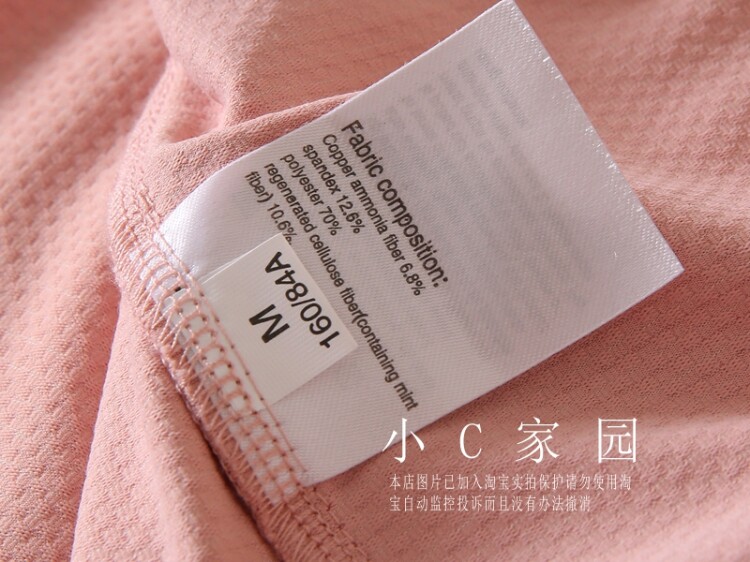 Fabric composition:
Copper ammonia fiber 6.8%
spandex 12.6%
polyester 70%
regenerated cellulose fiber(containing mint
fiber) 10.6%
M
160/84A
小C家园
本店图片已加入淘宝实拍保护请勿使用淘
宝自动监控投诉而且没有办法撤消